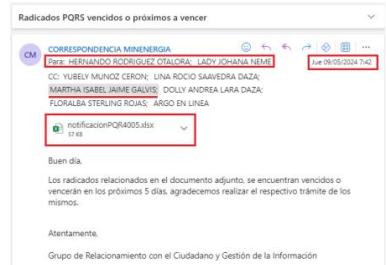 Radicados PQRS vencidos o próximos a vencer
CM
CORRESPONDENCIA MINENERGIA
Para: HERNANDO RODRIGUEZ OTALORA; LADY JOHANA NEME
Jue 09/05/2024 7:42
CC: YUBELY MUNOZ CERON; LINA ROCIO SAAVEDRA DAZA;
MARTHA ISABEL JAIME GALVIS; DOLLY ANDREA LARA DAZA;
FLORALBA STERLING ROJAS; ARGO EN LINEA
notificacionPQR4005.xlsx
57 KB
Buen día,
Los radicados relacionados en el documento adjunto, se encuentran vencidos o
vencerán en los próximos 5 días, agradecemos realizar el respectivo trámite de los
mismos.
Atentamente,
Grupo de Relacionamiento con el Ciudadano y Gestión de la Información